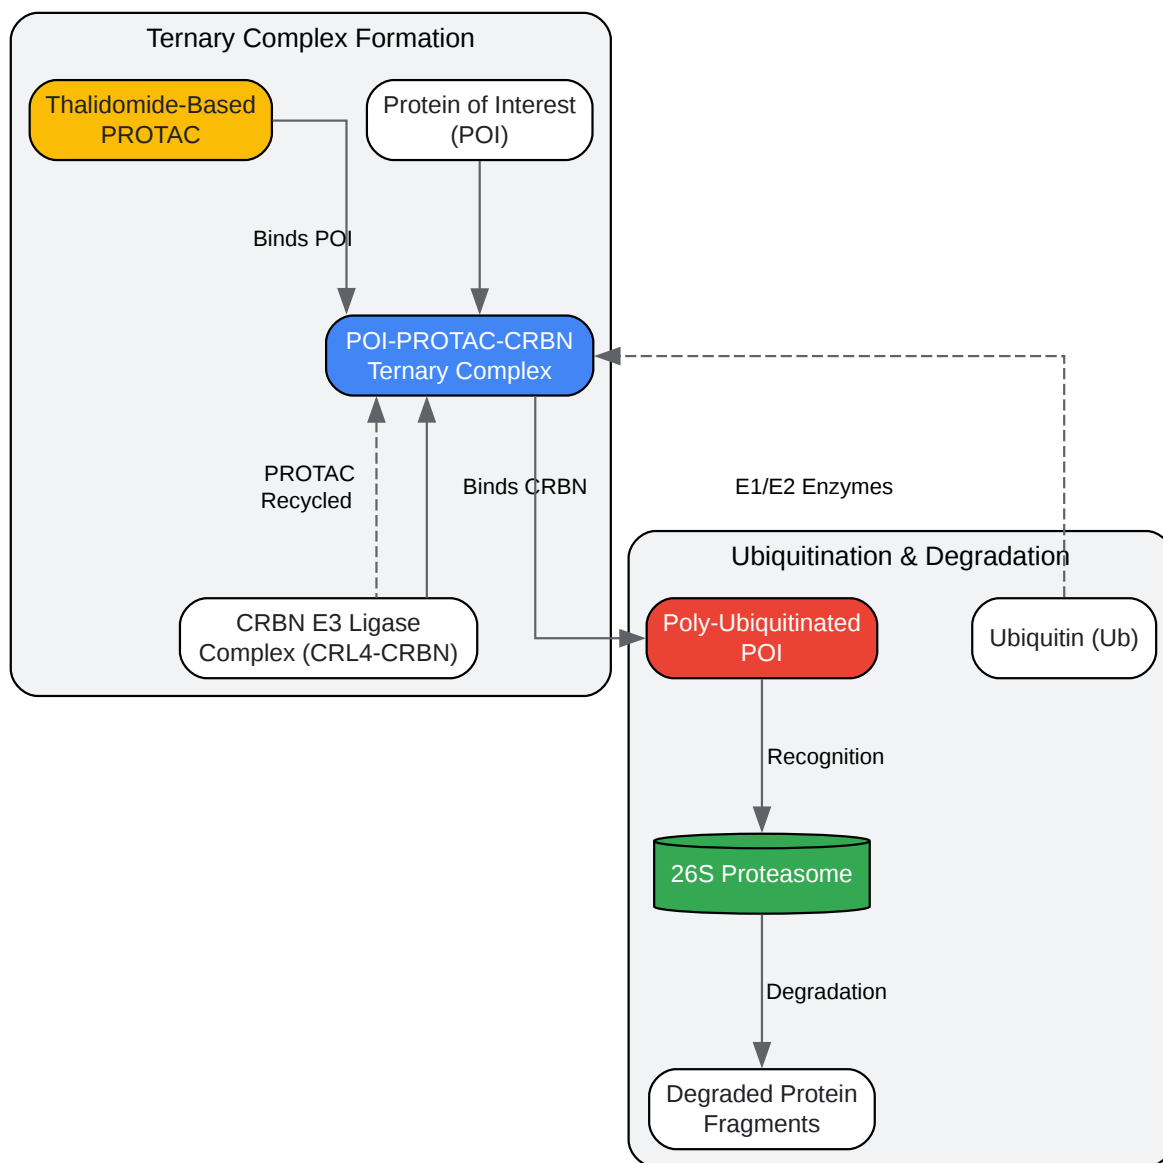 Ternary Complex Formation
Thalidomide-Based
PROTAC
Protein of Interest
(POI)
Binds POI
POI-PROTAC-CRBN
Ternary Complex
PROTAC
Recycled
Binds CRBN
E1/E2 Enzymes
CRBN E3 Ligase
Complex (CRL4-CRBN)
Ubiquitination & Degradation
Poly-Ubiquitinated
POI
Ubiquitin (Ub)
Recognition
26S Proteasome
Degradation
Degraded Protein
Fragments